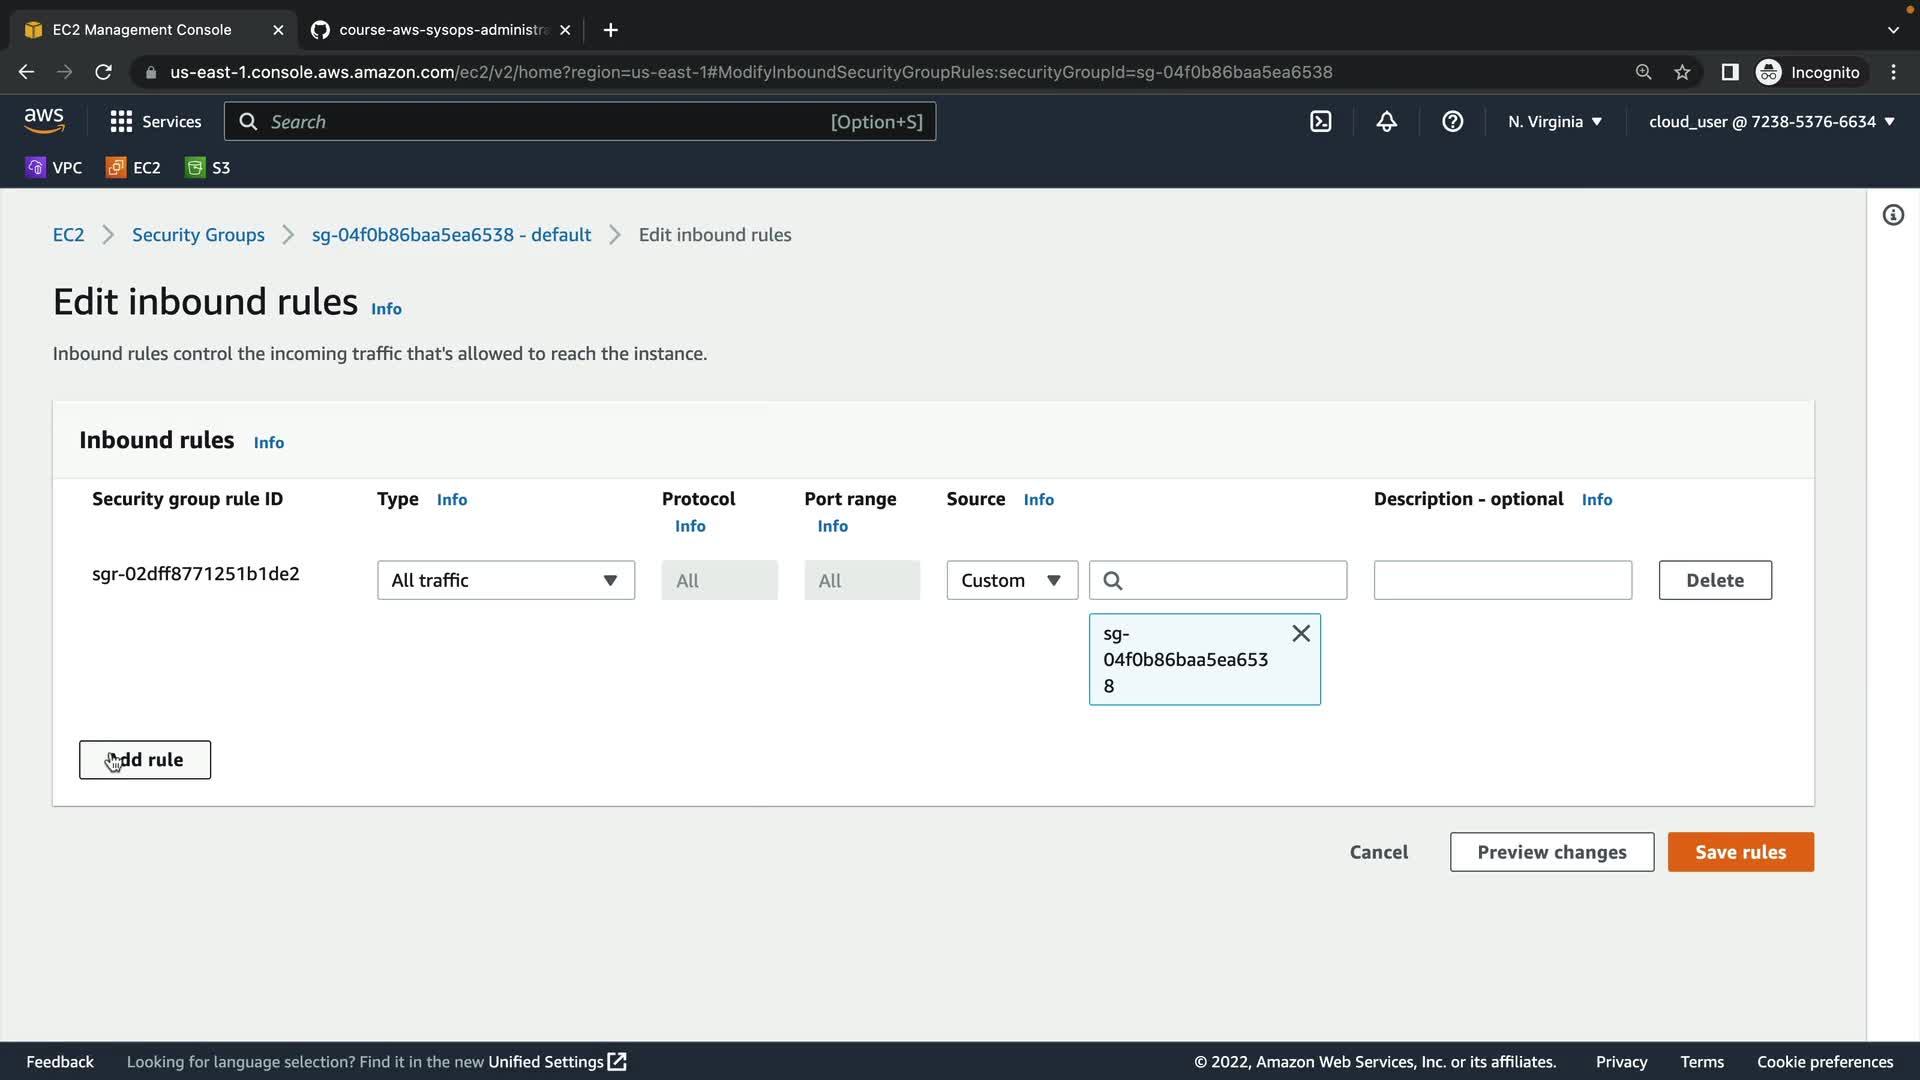 EC2 Management Console
course-aws-sysops-administra
us-east-1.console.aws.amazon.com/ec2/v2/home?region=us-east-1#ModifyInboundSecurityGroupRules:securityGroupId=sg-04f0b86baa5ea6538
Incognito
aws
Services
Search
[Option+S]
N. Virginia
cloud_user @ 7238-5376-6634
VPC
EC2
S3
EC2
Security Groups
sg-04f0b86baa5ea6538 - default
Edit inbound rules
Edit inbound rules Info
Inbound rules control the incoming traffic that's allowed to reach the instance.
Inbound rules Info
Security group rule ID
Type Info
Protocol
Info
Port range
Info
Source Info
Description - optional Info
sgr-02dff8771251b1de2
All traffic
All
All
Custom
Delete
sg-
04f0b86baa5ea653
8
Add rule
Cancel
Preview changes
Save rules
Feedback
Looking for language selection? Find it in the new Unified Settings
© 2022, Amazon Web Services, Inc. or its affiliates.
Privacy
Terms
Cookie preferences